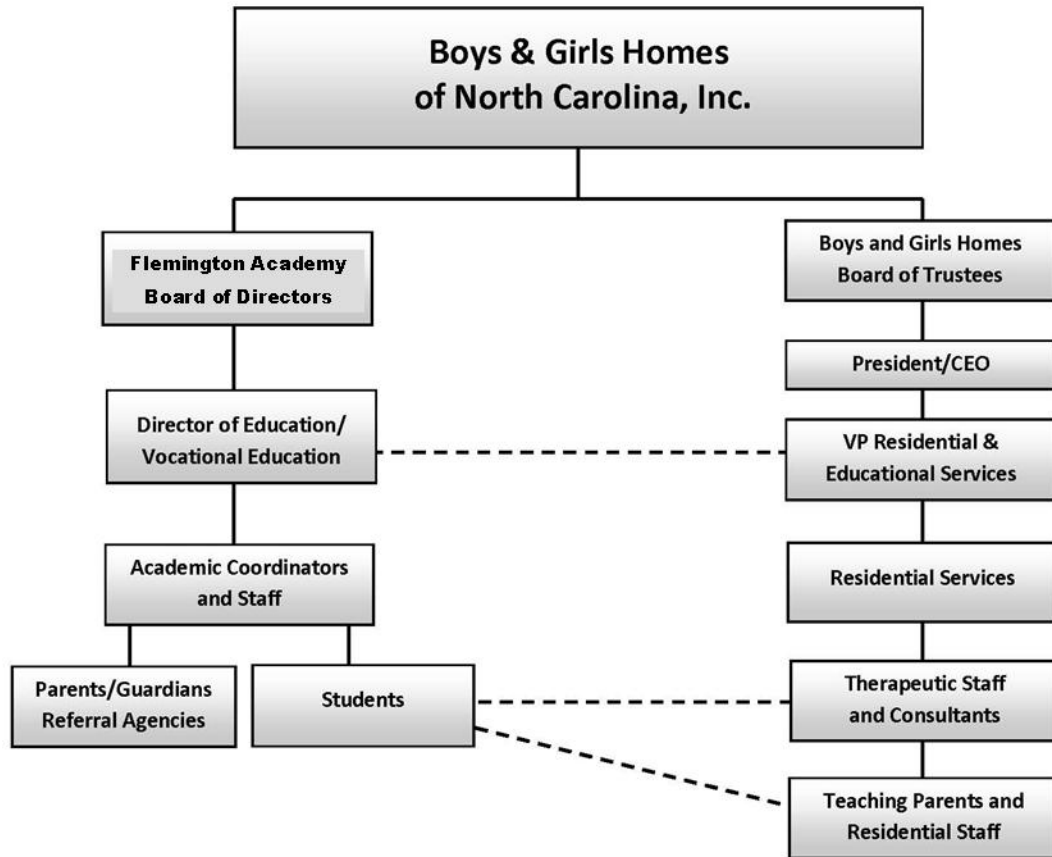 Boys & Girls Homes
of North Carolina, Inc.
Flemington Academy
Board of Directors
Boys and Girls Homes
Board of Trustees
President/CEO
Director of Education/
Vocational Education
VP Residential &
Educational Services
Academic Coordinators
and Staff
Residential Services
Parents/Guardians
Referral Agencies
Students
Therapeutic Staff
and Consultants
Teaching Parents and
Residential Staff